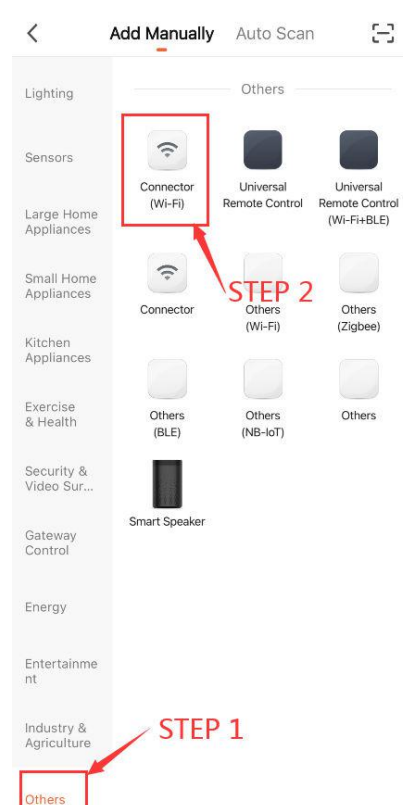 Add Manually Auto Scan
Lighting
Sensors
Large Home
Appliances
Small Home
Appliances
Kitchen
Appliances
Exercise
& Health
Security &
Video Sur...
Gateway
Control
Energy
Entertainme
nt
Industry &
Agriculture
Others
Others
Connector
(Wi-Fi)
Universal
Remote Control
Universal
Remote Control
(Wi-Fi+BLE)
Connector
Others
(Wi-Fi)
Others
(Zigbee)
Others
(BLE)
Others
(NB-IoT)
Others
Smart Speaker
STEP 2
STEP 1